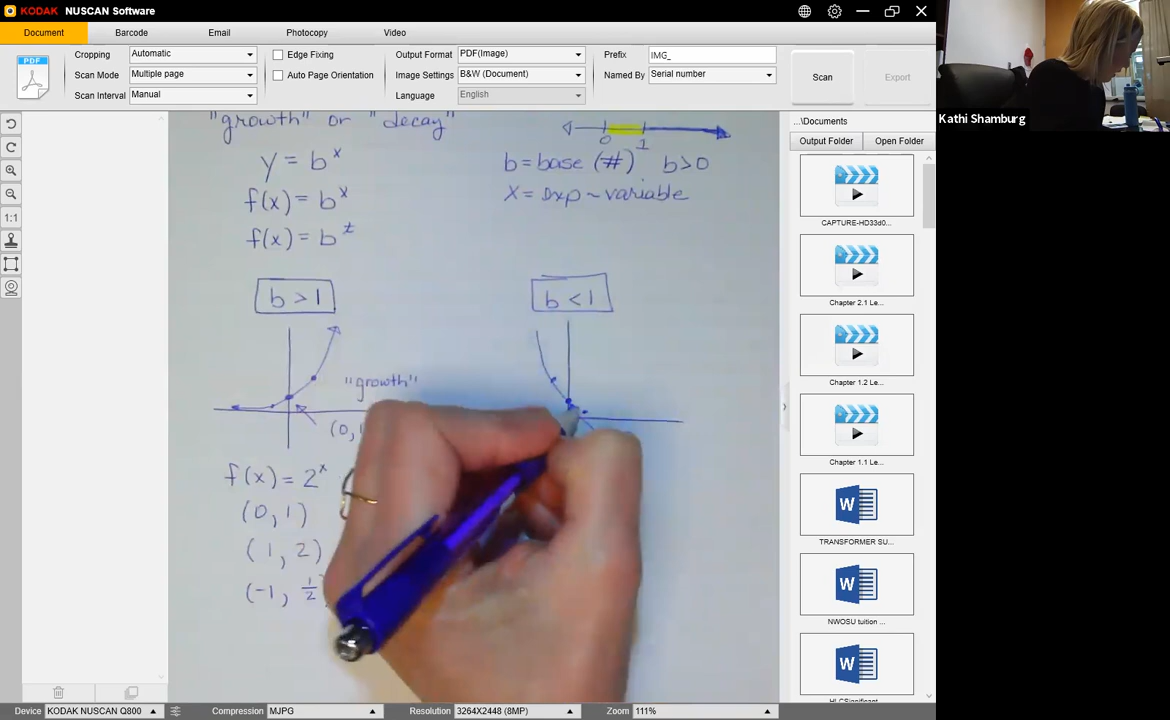 KODAK NUSCAN Software
Document Barcode Email Photocopy Video
Cropping Automatic
Scan Mode Multiple page
Scan Interval Manual
Edge Fixing
Auto Page Orientation
Output Format PDF(Image)
Image Settings B&W (Document)
Language English
Prefix IMG_
Named By Serial number
Scan
Export
PDF
1:1
"growth" or "decay"
y = b^x
f(x) = b^x
f(x) = b^t
0 1
b = base (#) b>0
x = exp ~ variable
b > 1
b < 1
"growth"
(0, 1
f(x) = 2^x
(0, 1)
(1, 2)
(-1, 1/2
...\Documents
Output Folder Open Folder
CAPTURE-HD33d0...
Chapter 2.1 Le...
Chapter 1.2 Le...
Chapter 1.1 Le...
TRANSFORMER SU...
NWOSU tuition ...
HLCSignificant
Kathi Shamburg
Device KODAK NUSCAN Q800 Compression MJPG Resolution 3264X2448 (8MP) Zoom 111%